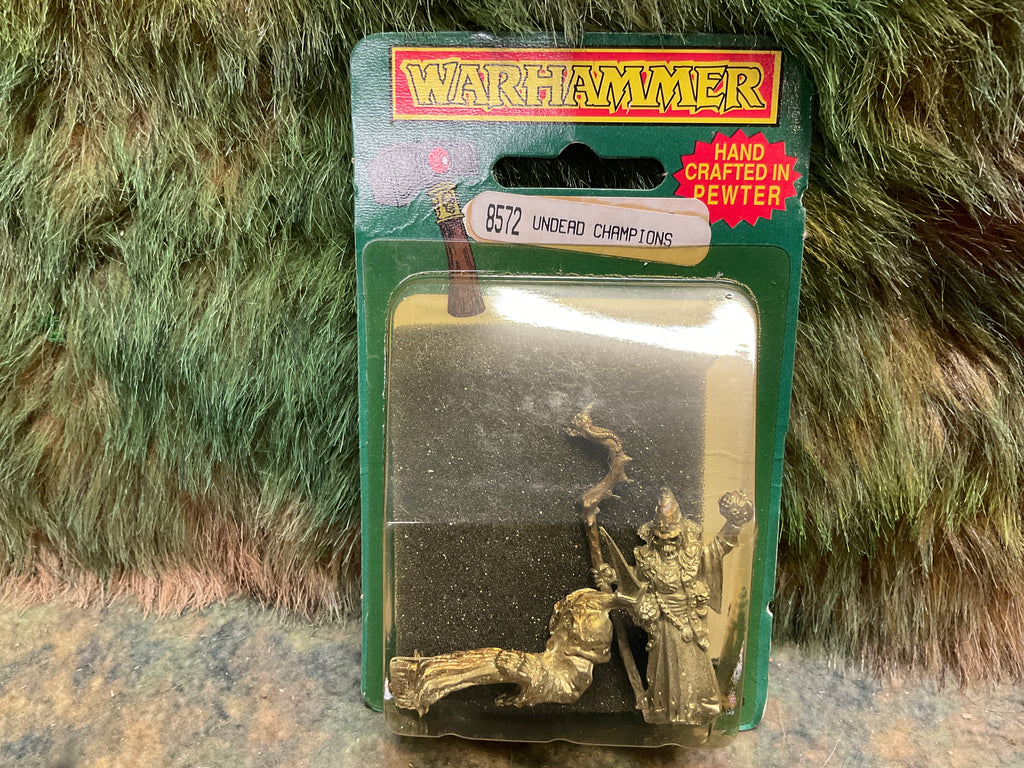 WARHAMMER
HAND
CRAFTED IN
PEWTER
8572 UNDEAD CHAMPIONS